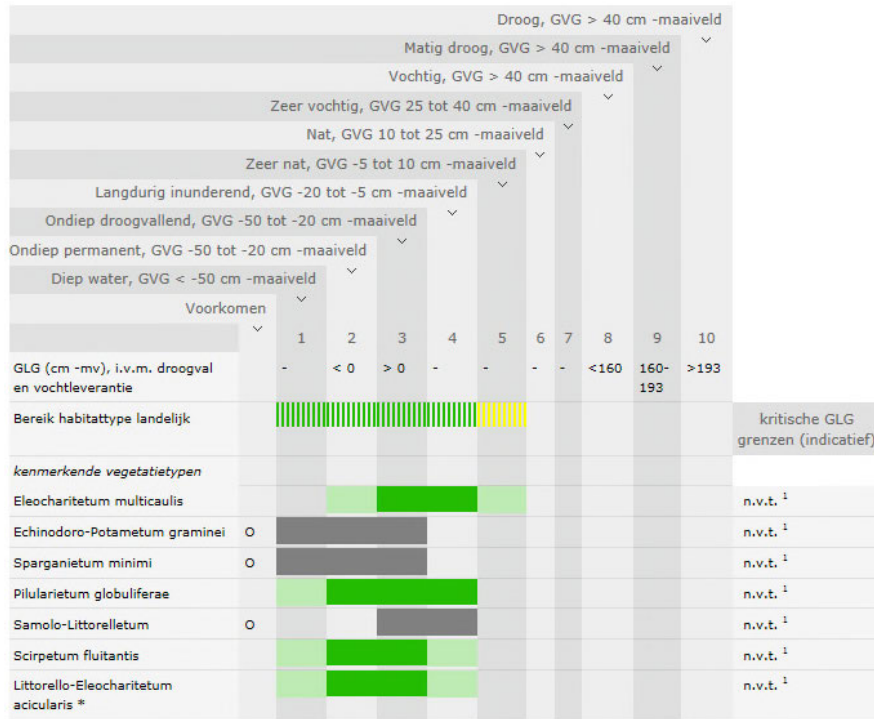 Droog, GVG > 40 cm -maaiveld
Matig droog, GVG > 40 cm -maaiveld
Vochtig, GVG > 40 cm -maaiveld
Zeer vochtig, GVG 25 tot 40 cm -maaiveld
Nat, GVG 10 tot 25 cm -maaiveld
Zeer nat, GVG -5 tot 10 cm -maaiveld
Langdurig inunderend, GVG -20 tot -5 cm -maaiveld
Ondiep droogvallend, GVG -50 tot -20 cm -maaiveld
Ondiep permanent, GVG -50 tot -20 cm -maaiveld
Diep water, GVG < -50 cm -maaiveld
Voorkomen
1 2 3 4 5 6 7 8 9 10
GLG (cm -mv), i.v.m. droogval - < 0 > 0 - - - - <160 160- >193
en vochtleverantie 193
Bereik habitattype landelijk kritische GLG
grenzen (indicatief)
kenmerkende vegetatietypen
Eleocharitetum multicaulis n.v.t. 1
Echinodoro-Potametum graminei O n.v.t. 1
Sparganietum minimi O n.v.t. 1
Pilularietum globuliferae n.v.t. 1
Samolo-Littorelletum O n.v.t. 1
Scirpetum fluitantis n.v.t. 1
Littorello-Eleocharitetum n.v.t. 1
acicularis *